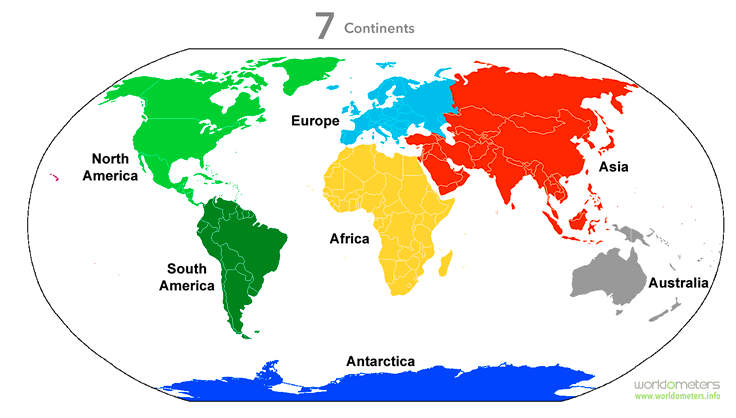 7 Continents
Europe
North
America
Asia
Africa
South
America
Australia
Antarctica
worldometers
www.worldometers.info